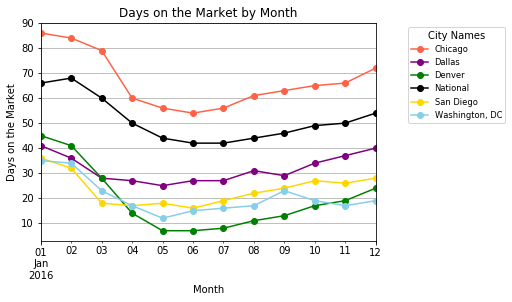 Days on the Market by Month
90
80
70
60
50
40
30
20
10
Days on the Market
01 02 03 04 05 06 07 08 09 10 11 12
Jan
2016
Month
City Names
Chicago
Dallas
Denver
National
San Diego
Washington, DC